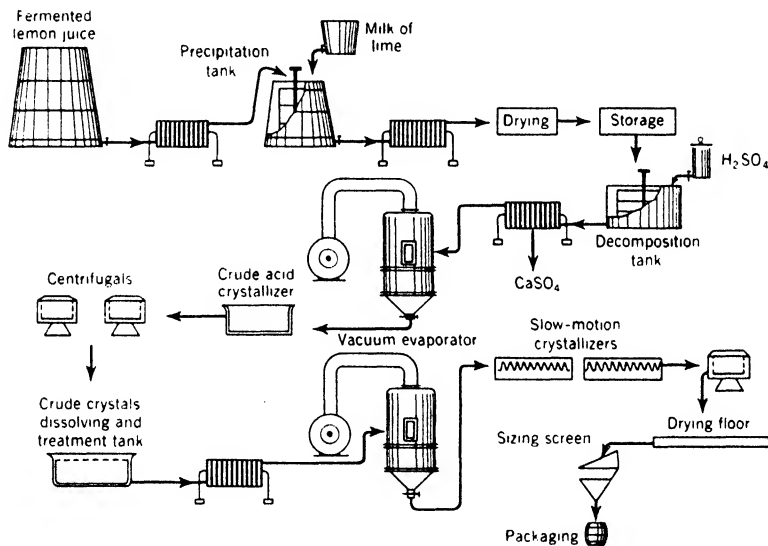 Fermented
lemon juice
Milk of
lime
Precipitation
tank
Drying
Storage
H₂SO₄
Decomposition
tank
CaSO₄
Centrifugals
Crude acid
crystallizer
Vacuum evaporator
Slow-motion
crystallizers
Crude crystals
dissolving and
treatment tank
Drying floor
Sizing screen
Packaging